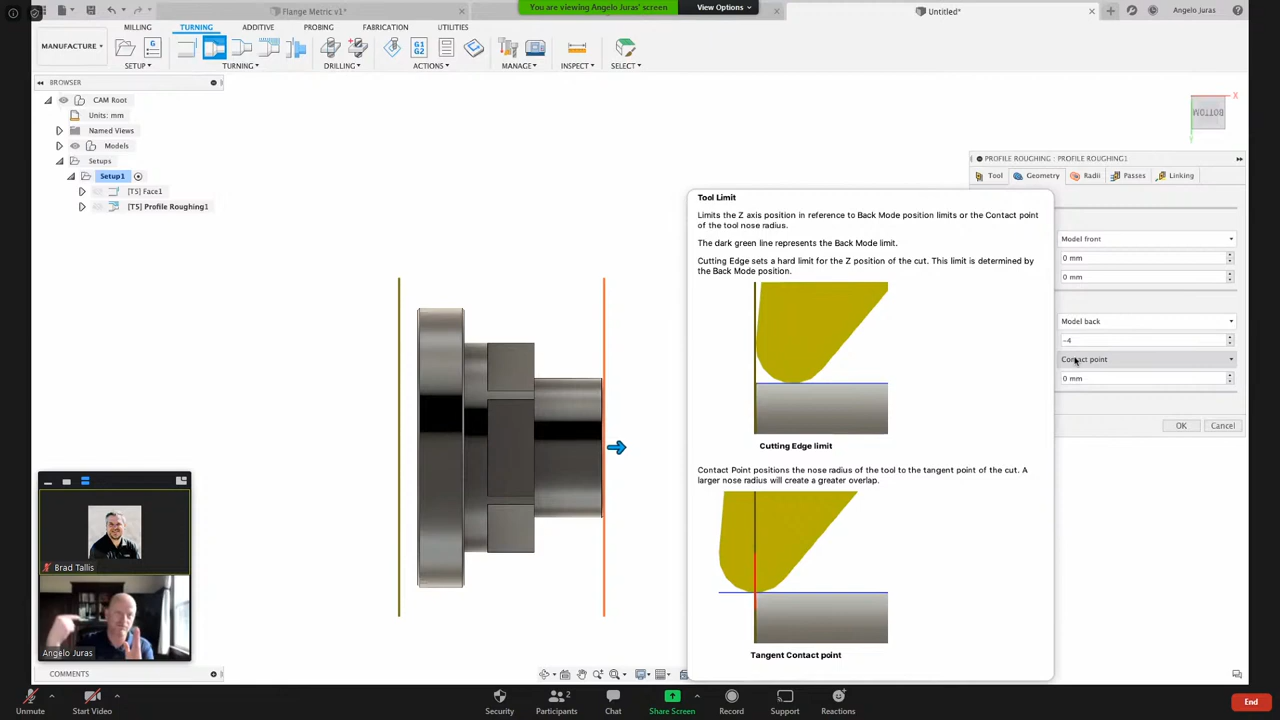 Flange Metric v1*
You are viewing Angelo Juras' screen
View Options
Untitled*
Angelo Juras
MILLING
TURNING
ADDITIVE
PROBING
FABRICATION
UTILITIES
MANUFACTURE
G
G1
G2
SETUP
TURNING
DRILLING
ACTIONS
MANAGE
INSPECT
SELECT
BROWSER
CAM Root
Units: mm
Named Views
Models
Setups
Setup1
[T5] Face1
[T5] Profile Roughing1
X
BOTTOM
Y
PROFILE ROUGHING : PROFILE ROUGHING1
Tool
Geometry
Radii
Passes
Linking
Model front
0 mm
0 mm
Model back
-4
Contact point
0 mm
OK
Cancel
Tool Limit
Limits the Z axis position in reference to Back Mode position limits or the Contact point
of the tool nose radius.
The dark green line represents the Back Mode limit.
Cutting Edge sets a hard limit for the Z position of the cut. This limit is determined by
the Back Mode position.
Cutting Edge limit
Contact Point positions the nose radius of the tool to the tangent point of the cut. A
larger nose radius will create a greater overlap.
Tangent Contact point
Brad Tallis
Angelo Juras
COMMENTS
Unmute
Start Video
Security
2
Participants
Chat
Share Screen
Record
Support
Reactions
End